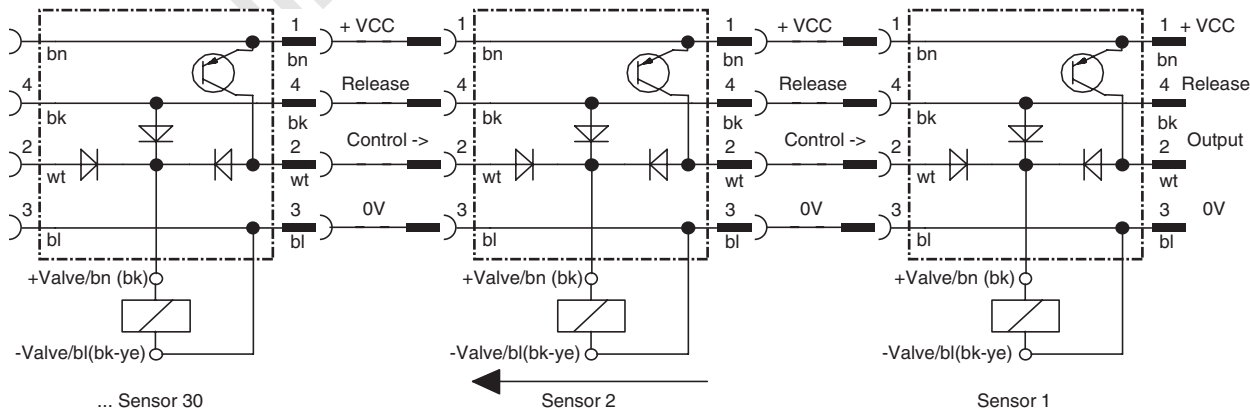 1 + VCC 1 1 + VCC 1 1 + VCC
bn bn bn bn bn bn
4 4 Release 4 4 Release 4 4 Release
bk bk bk bk bk bk
2 2 Control -> 2 2 Control -> 2 2 Output
wt wt wt wt wt wt
3 3 0V 3 3 0V 3 3 0V
bl bl bl bl bl bl
+Valve/bn (bk) +Valve/bn (bk) +Valve/bn (bk)
-Valve/bl(bk-ye) -Valve/bl(bk-ye) -Valve/bl(bk-ye)
... Sensor 30 Sensor 2 Sensor 1